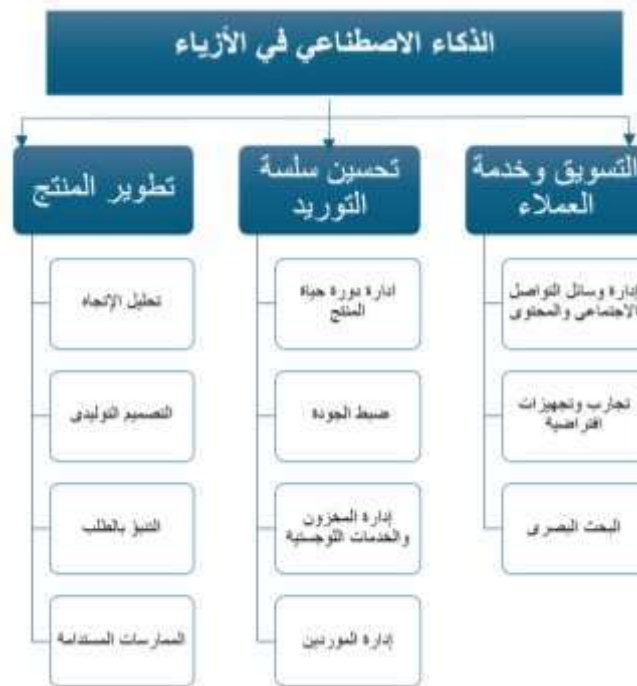 الذكاء الاصطناعي في الأزياء
التسويق وخدمة
العملاء
إدارة وسائل التواصل
الاجتماعى والمحتوى
تجارب وتجهيزات
افتراضية
البحث البصرى
تحسين سلسة
التوريد
ادارة دورة حياة
المنتج
ضبط الجودة
إدارة المخزون
والخدمات اللوجستية
إدارة الموردين
تطوير المنتج
تحليل الإتجاه
التصميم التوليدى
التنبؤ بالطلب
الممارسات المستدامة